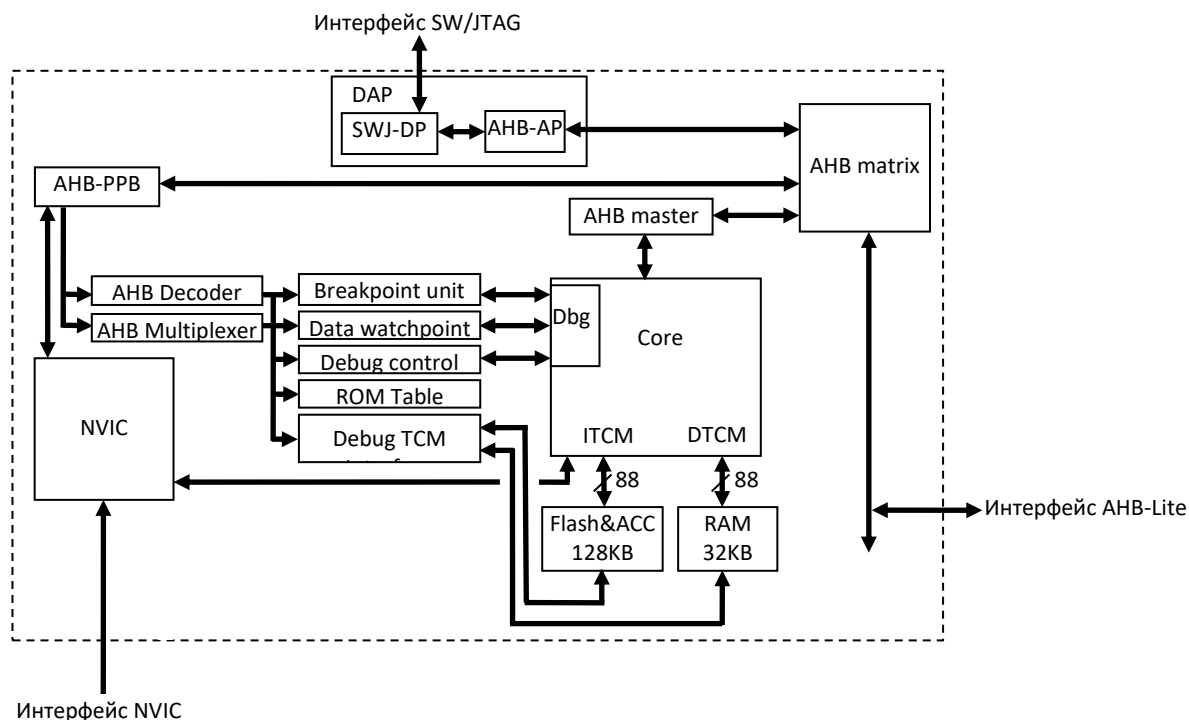 Интерфейс SW/JTAG
DAP
SWJ-DP
AHB-AP
AHB matrix
AHB-PPB
AHB master
AHB Decoder
AHB Multiplexer
Breakpoint unit
Data watchpoint
Debug control
ROM Table
Debug TCM
Dbg
Core
ITCM
DTCM
NVIC
88
88
Flash&ACC
128KB
RAM
32KB
Интерфейс AHB-Lite
Интерфейс NVIC